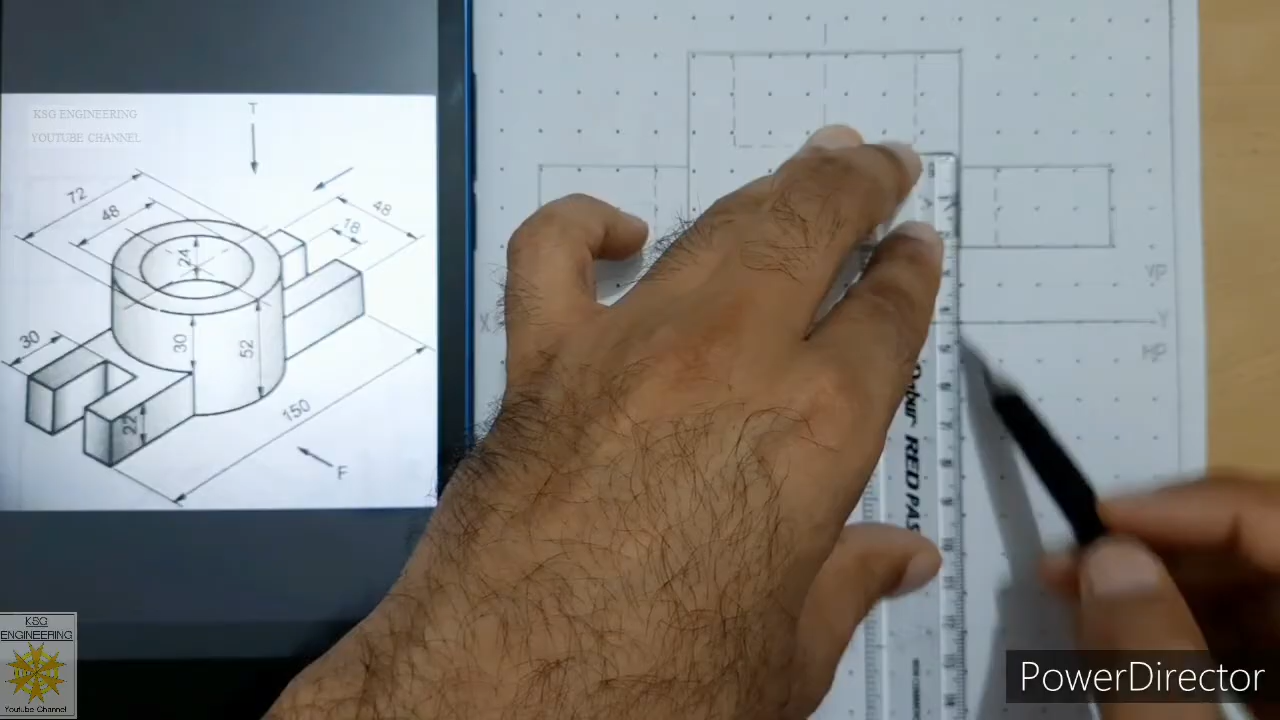 KSG ENGINEERING
YOUTUBE CHANNEL
T
72
48
48
18
24
30
30
52
22
150
F
X
VP
Y
HP
RED PAS
KSG
ENGINEERING
Youtube Channel
PowerDirector